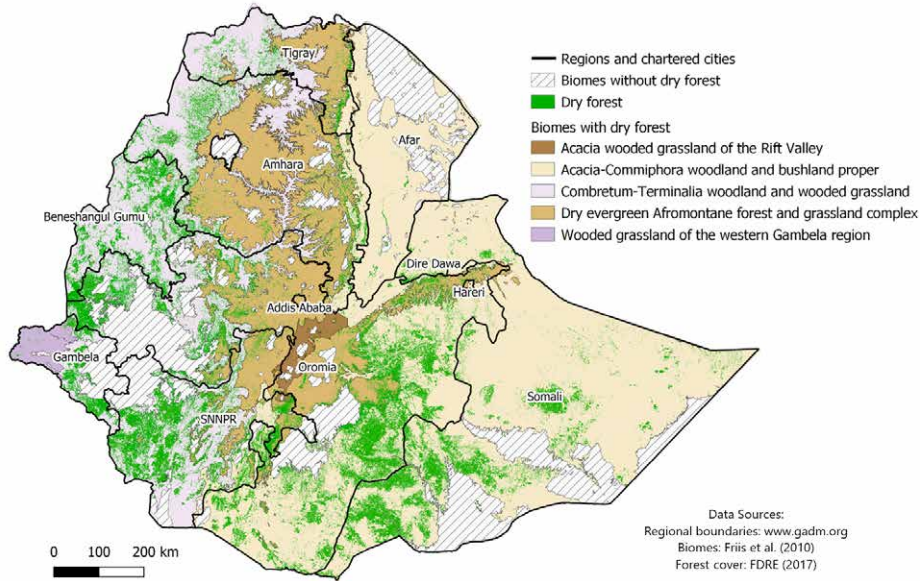 Tigray
Afar
Amhara
Beneshangul Gumu
Dire Dawa
Hareri
Addis Ababa
Gambela
Oromia
SNNPR
Somali
Regions and chartered cities
Biomes without dry forest
Dry forest
Biomes with dry forest
Acacia wooded grassland of the Rift Valley
Acacia-Commiphora woodland and bushland proper
Combretum-Terminalia woodland and wooded grassland
Dry evergreen Afromontane forest and grassland complex
Wooded grassland of the western Gambela region
0 100 200 km
Data Sources:
Regional boundaries: www.gadm.org
Biomes: Friis et al. (2010)
Forest cover: FDRE (2017)